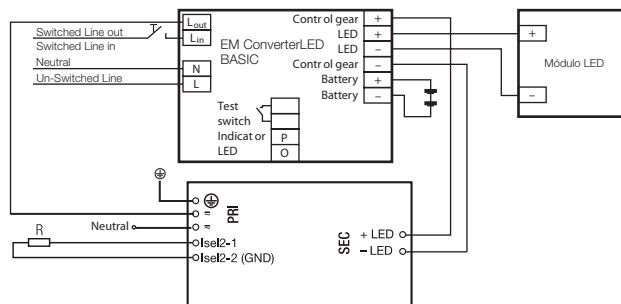 Switched Line out
Switched Line in
Neutral
Un-Switched Line
Lout
Lin
N
L
EM ConverterLED
BASIC
Test
switch
Indicator
LED
P
O
Control gear +
LED +
LED –
Control gear –
Battery +
Battery –
+
Módulo LED
–
PRI
=
Neutral
=
R
Isel2-1
Isel2-2 (GND)
SEC
+ LED
– LED